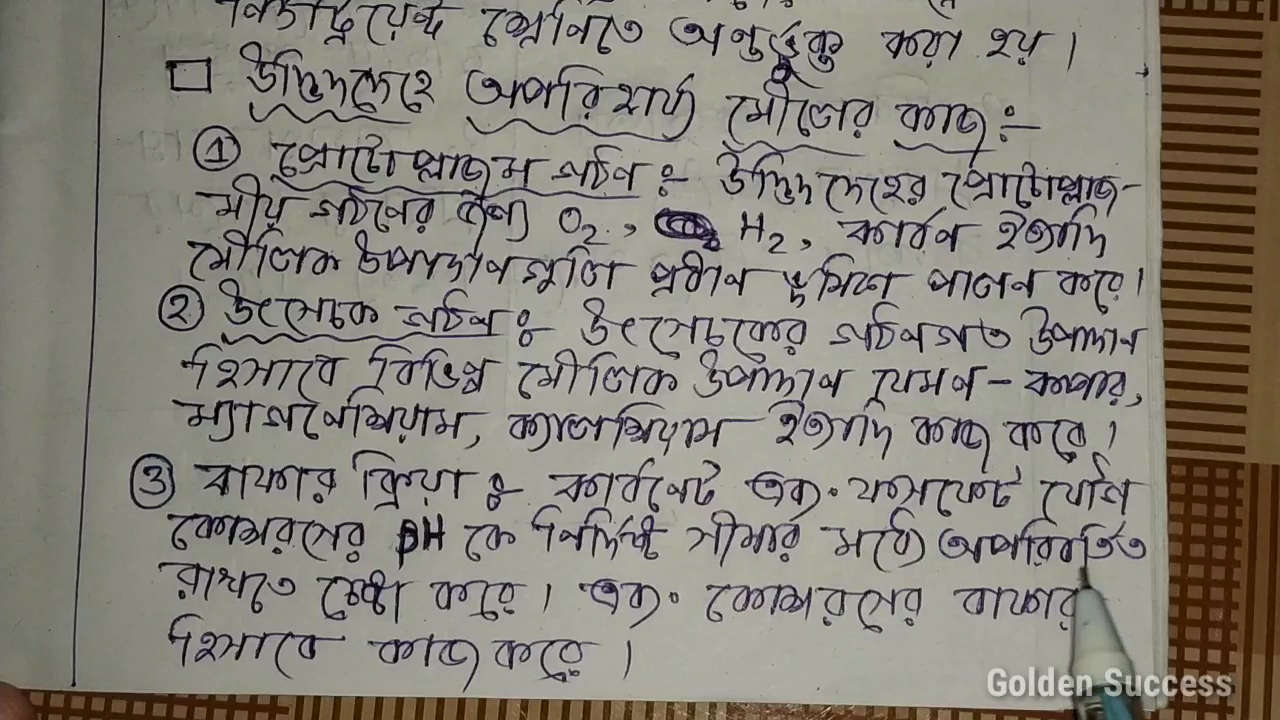 শ্রেনিতে অন্তর্ভুক্ত করা হয়।
উদ্ভিদদেহে অপরিহার্য মৌলের কাজ :-
① প্রোটোপ্লাজম গঠন ঃ- উদ্ভিদদেহের প্রোটোপ্লাজ-
মীয় গঠনের জন্য O2, H2, কার্বন ইত্যাদি
মৌলিক উপাদানগুলি প্রধান ভূমিকা পালন করে।
② উৎসেচক গঠন ঃ- উৎসেচকের গঠনগত উপাদান
হিসাবে বিভিন্ন মৌলিক উপাদান যেমন - কপার,
ম্যাগনেশিয়াম, ক্যালশিয়াম ইত্যাদি কাজ করে।
③ বাফার ক্রিয়া ঃ- কার্বনেট এবং ফসফেট যৌগ
কোশরসের pH কে নির্দিষ্ট সীমার মধ্যে অপরিবর্তিত
রাখতে চেষ্টা করে। এবং কোশরসের বাফার
হিসাবে কাজ করে।
Golden Success